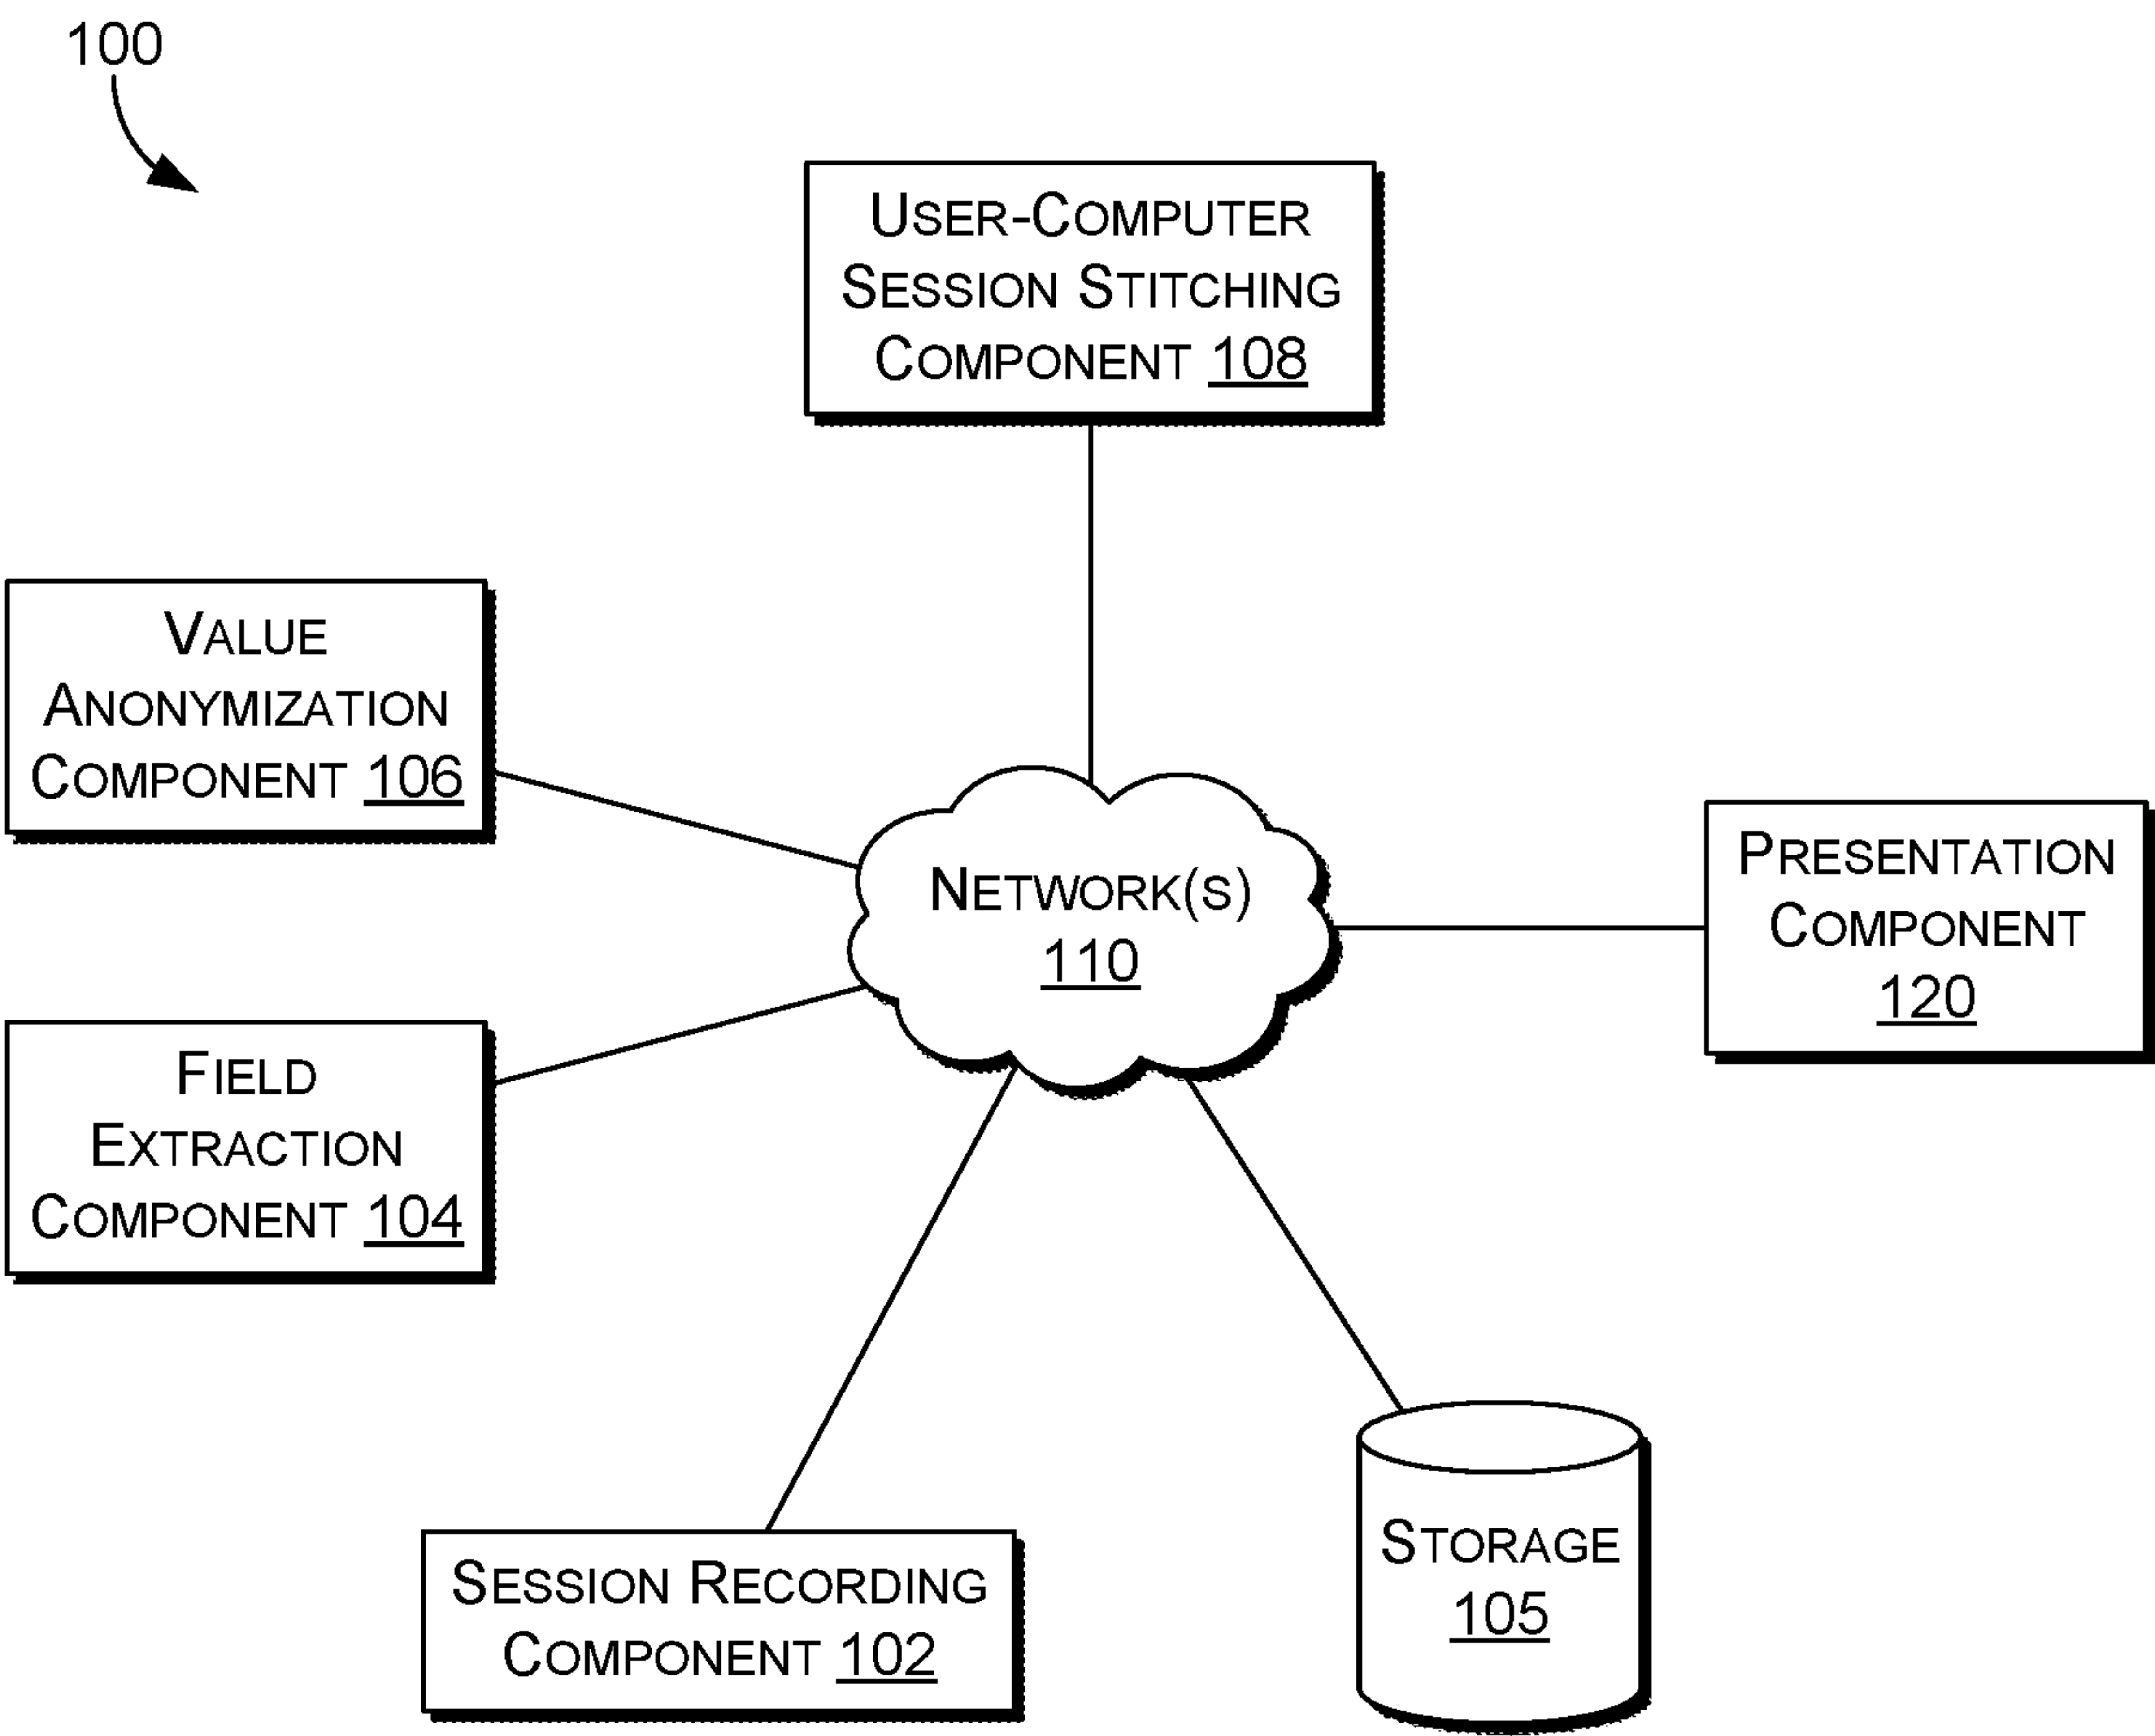 100
USER-COMPUTER
SESSION STITCHING
COMPONENT 108
VALUE
ANONYMIZATION
COMPONENT 106
NETWORK(S)
110
PRESENTATION
COMPONENT
120
FIELD
EXTRACTION
COMPONENT 104
SESSION RECORDING
COMPONENT 102
STORAGE
105